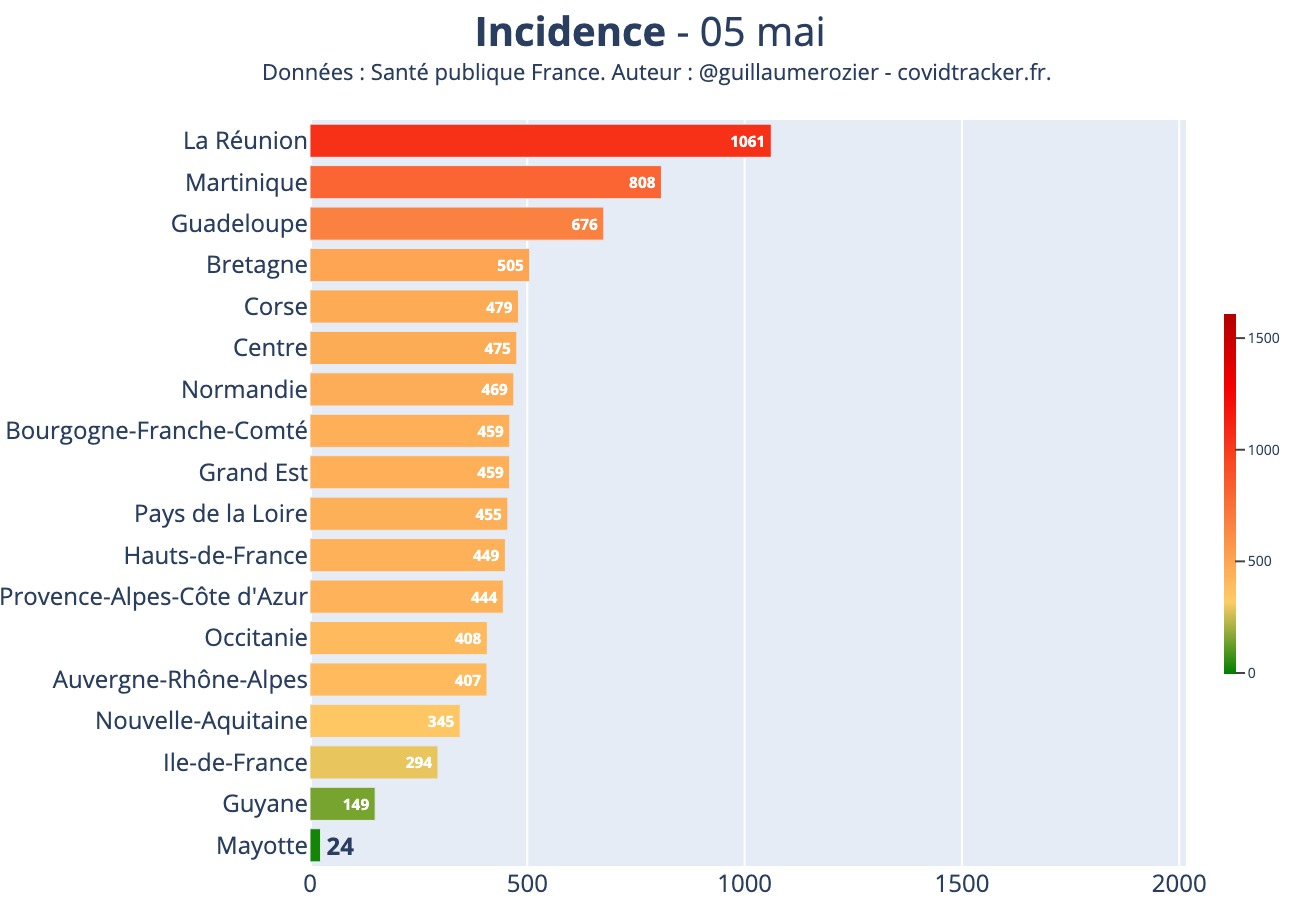 Incidence - 05 mai
Données : Santé publique France. Auteur : @guillaumerozier - covidtracker.fr.
La Réunion 1061
Martinique 808
Guadeloupe 676
Bretagne 505
Corse 479
Centre 475
Normandie 469
Bourgogne-Franche-Comté 459
Grand Est 459
Pays de la Loire 455
Hauts-de-France 449
Provence-Alpes-Côte d'Azur 444
Occitanie 408
Auvergne-Rhône-Alpes 407
Nouvelle-Aquitaine 345
Ile-de-France 294
Guyane 149
Mayotte 24
0 500 1000 1500 2000
1500
1000
500
0